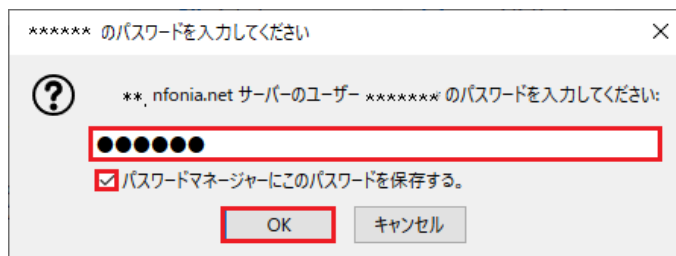 ****** のパスワードを入力してください
**. nfonia.net サーバーのユーザー ******* のパスワードを入力してください:
●●●●●●
パスワードマネージャーにこのパスワードを保存する。
OK キャンセル